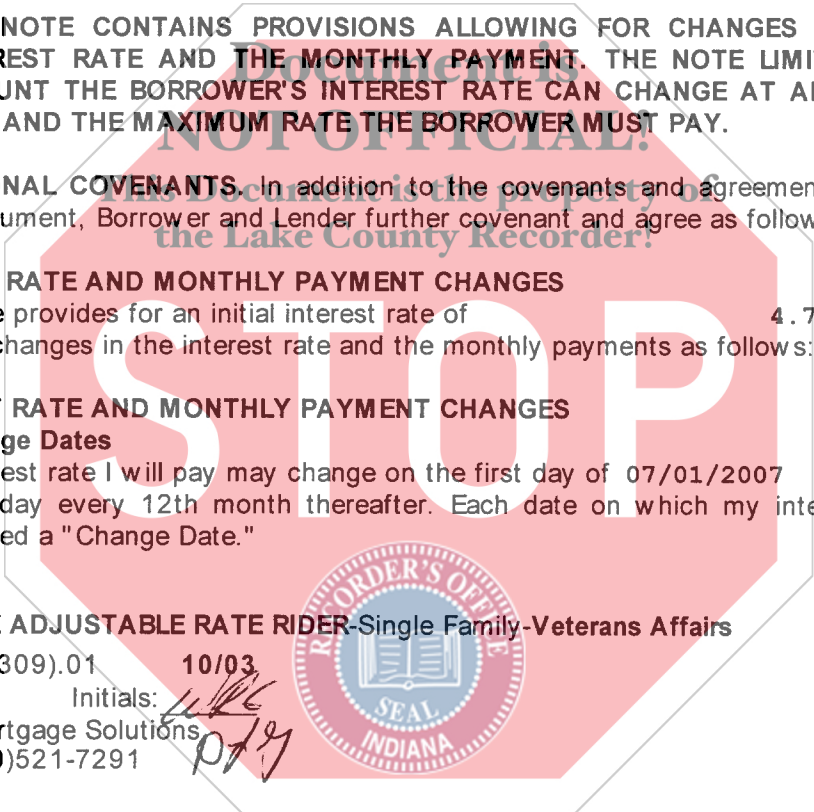 NOTE CONTAINS PROVISIONS ALLOWING FOR CHANGES
REST RATE AND THE MONTHLY PAYMENT. THE NOTE LIMI
UNT THE BORROWER'S INTEREST RATE CAN CHANGE AT A
AND THE MAXIMUM RATE THE BORROWER MUST PAY.
Document is
NOT OFFICIAL!
This Document is the property of
the Lake County Recorder!
NAL COVENANTS. In addition to the covenants and agreemen
ument, Borrower and Lender further covenant and agree as follow
RATE AND MONTHLY PAYMENT CHANGES
e provides for an initial interest rate of 4.7
changes in the interest rate and the monthly payments as follows:
STOP
RATE AND MONTHLY PAYMENT CHANGES
ge Dates
est rate I will pay may change on the first day of 07/01/2007
day every 12th month thereafter. Each date on which my inte
ed a "Change Date."
RECORDER'S OFFICE
SEAL
INDIANA
ADJUSTABLE RATE RIDER-Single Family-Veterans Affairs
309).01 10/03
Initials:
rtgage Solutions
)521-7291